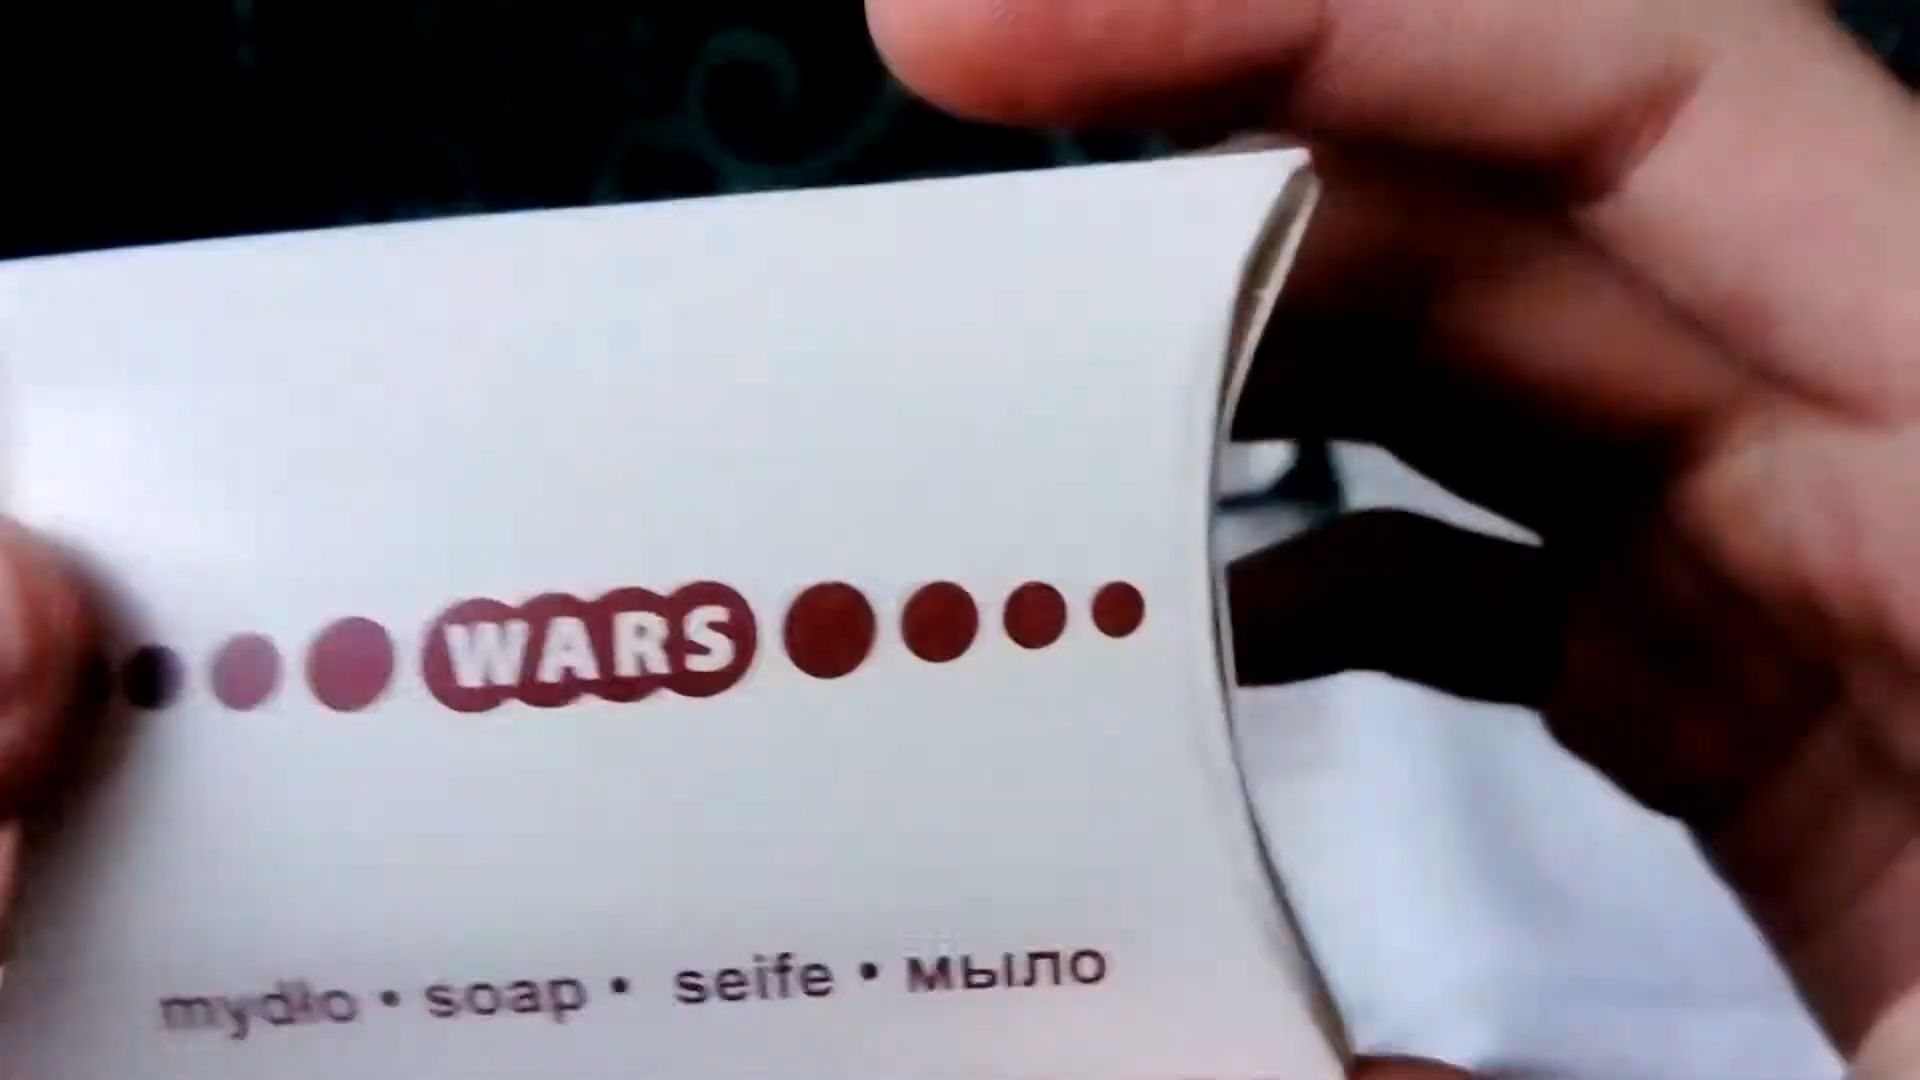 WARS
mydło • soap • seife • мыло